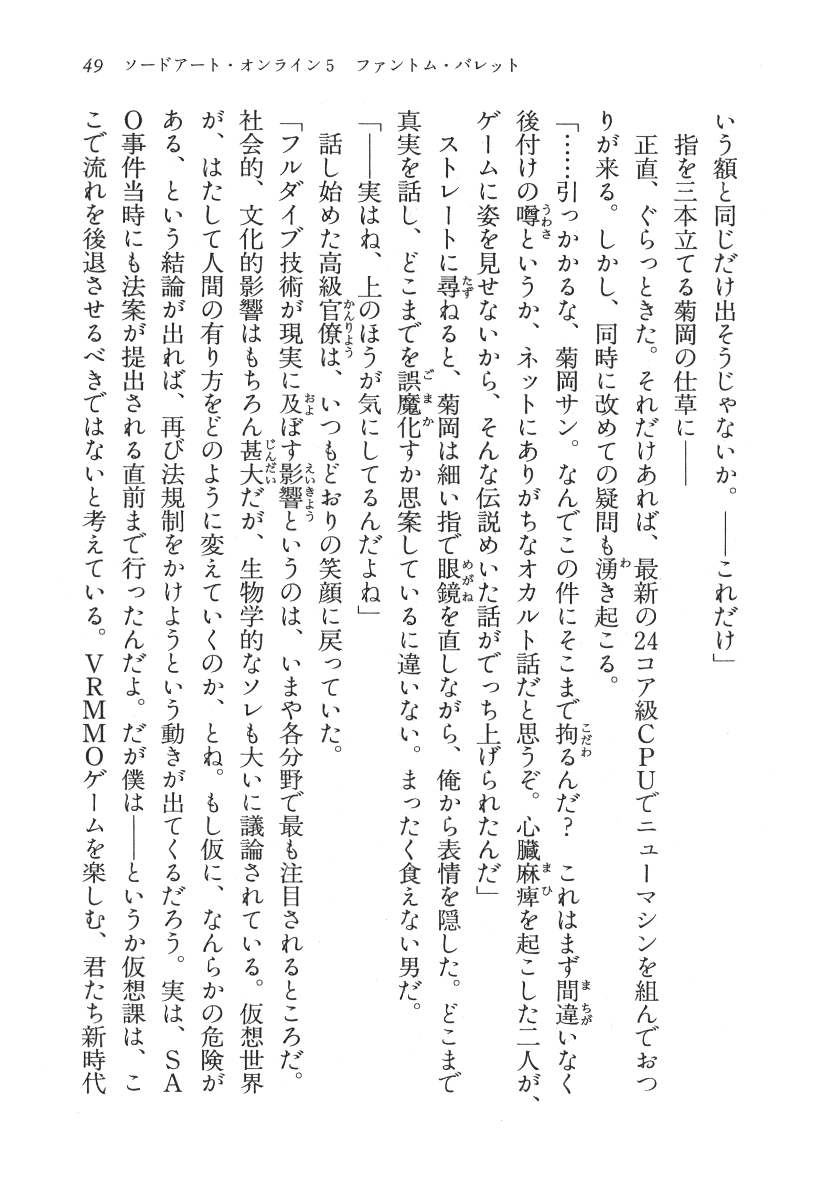 49　ソードアート・オンライン5　ファントム・バレット
いう額と同じだけ出そうじゃないか。――これだけ」
　指を三本立てる菊岡の仕草に――
　正直、ぐらっときた。それだけあれば、最新の24コア級CPUでニューマシンを組んでおつ
りが来る。しかし、同時に改めての疑問も湧き起こる。
「……引っかかるな、菊岡サン。なんでこの件にそこまで拘るんだ？　これはまず間違いなく
後付けの噂というか、ネットにありがちなオカルト話だと思うぞ。心臓麻痺を起こした二人が、
ゲームに姿を見せないから、そんな伝説めいた話がでっち上げられたんだ」
　ストレートに尋ねると、菊岡は細い指で眼鏡を直しながら、俺から表情を隠した。どこまで
真実を話し、どこまでを誤魔化すか思案しているに違いない。まったく食えない男だ。
「――実はね、上のほうが気にしてるんだよね」
　話し始めた高級官僚は、いつもどおりの笑顔に戻っていた。
「フルダイブ技術が現実に及ぼす影響というのは、いまや各分野で最も注目されるところだ。
社会的、文化的影響はもちろん甚大だが、生物学的なソレも大いに議論されている。仮想世界
が、はたして人間の有り方をどのように変えていくのか、とね。もし仮に、なんらかの危険が
ある、という結論が出れば、再び法規制をかけようという動きが出てくるだろう。実は、SA
O事件当時にも法案が提出される直前まで行ったんだよ。だが僕は――というか仮想課は、こ
こで流れを後退させるべきではないと考えている。VRMMOゲームを楽しむ、君たち新時代